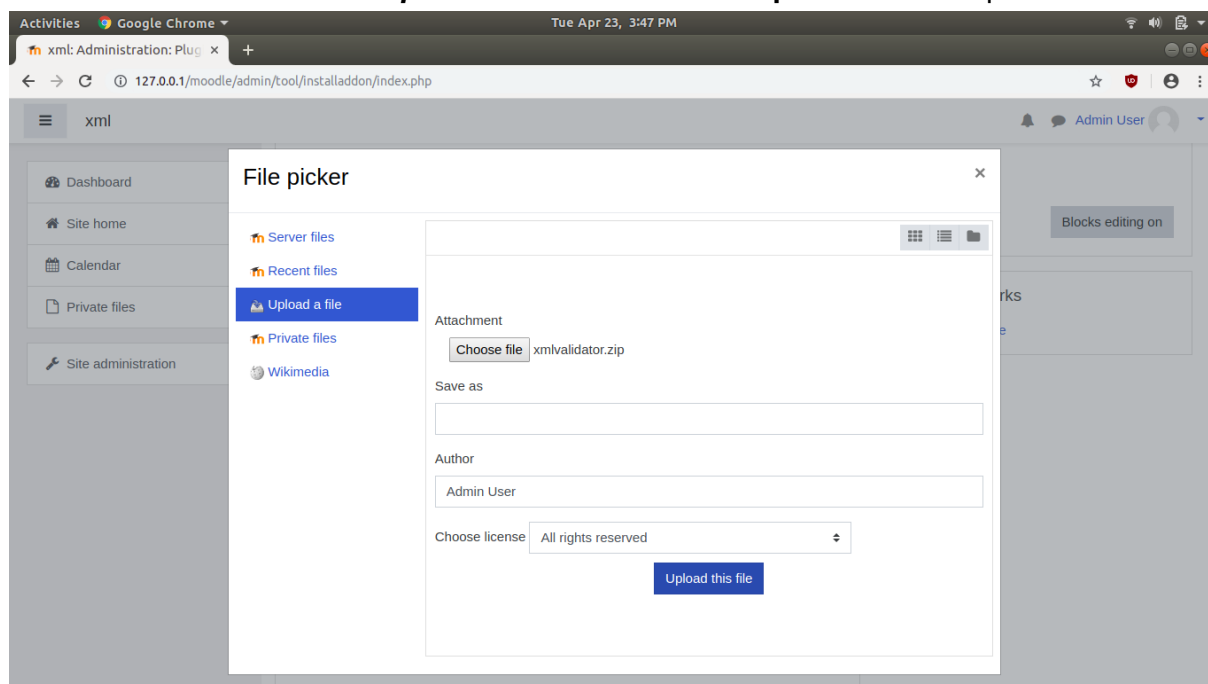 Activities Google Chrome Tue Apr 23, 3:47 PM
xml: Administration: Plug
127.0.0.1/moodle/admin/tool/installaddon/index.php
xml Admin User
File picker
Dashboard
Site home
Calendar
Private files
Site administration
Server files
Recent files
Upload a file
Private files
Wikimedia
Attachment
Choose file xmlvalidator.zip
Save as
Author
Admin User
Choose license All rights reserved
Upload this file
Blocks editing on
rks
e